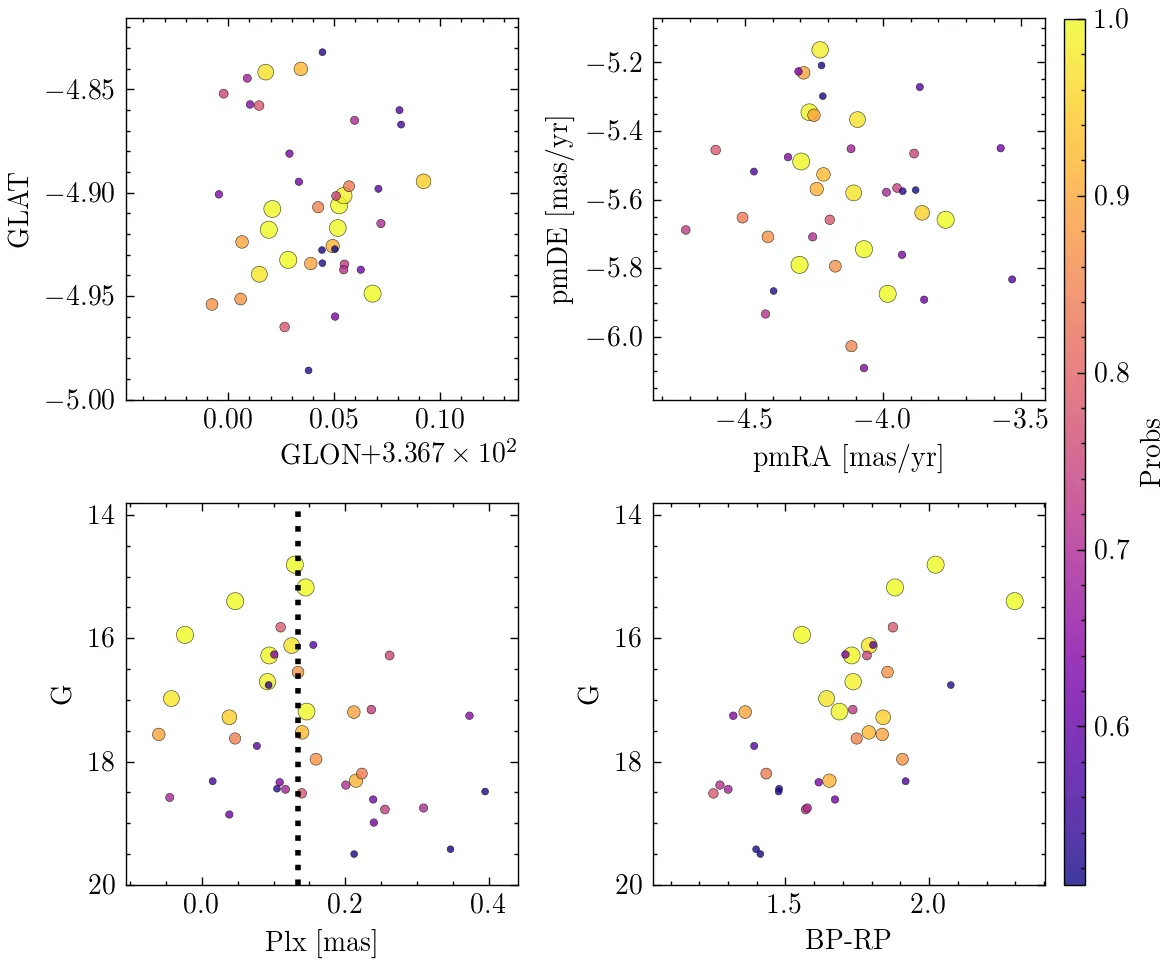 GLAT
−4.85
−4.90
−4.95
−5.00
0.00 0.05 0.10
GLON+3.367 × 10²
pmDE [mas/yr]
−5.2
−5.4
−5.6
−5.8
−6.0
−4.5 −4.0 −3.5
pmRA [mas/yr]
G
14
16
18
20
0.0 0.2 0.4
Plx [mas]
G
14
16
18
20
1.5 2.0
BP-RP
1.0
0.9
0.8
0.7
0.6
Probs